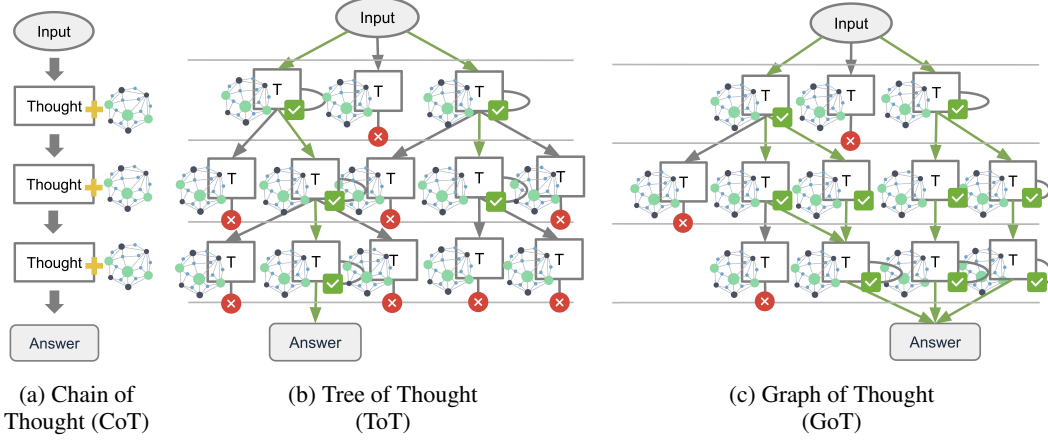 Input
Thought
Thought
Thought
Answer
(a) Chain of
Thought (CoT)
Input
T
T
T
T
T
T
T
T
T
T
T
T
T
Answer
(b) Tree of Thought
(ToT)
Input
T
T
T
T
T
T
T
T
T
T
T
T
Answer
(c) Graph of Thought
(GoT)